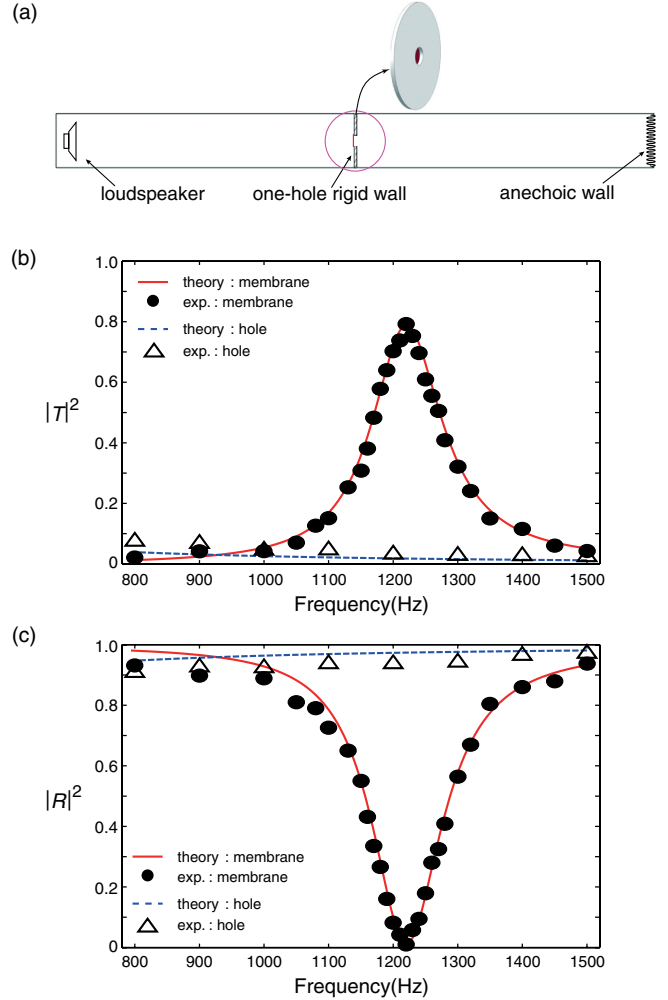 (a)
loudspeaker
one-hole rigid wall
anechoic wall
(b)
1.0
0.8
0.6
0.4
0.2
0
|T|²
theory : membrane
exp. : membrane
theory : hole
exp. : hole
800 900 1000 1100 1200 1300 1400 1500
Frequency(Hz)
(c)
1.0
0.8
0.6
0.4
0.2
0
|R|²
theory : membrane
exp. : membrane
theory : hole
exp. : hole
800 900 1000 1100 1200 1300 1400 1500
Frequency(Hz)